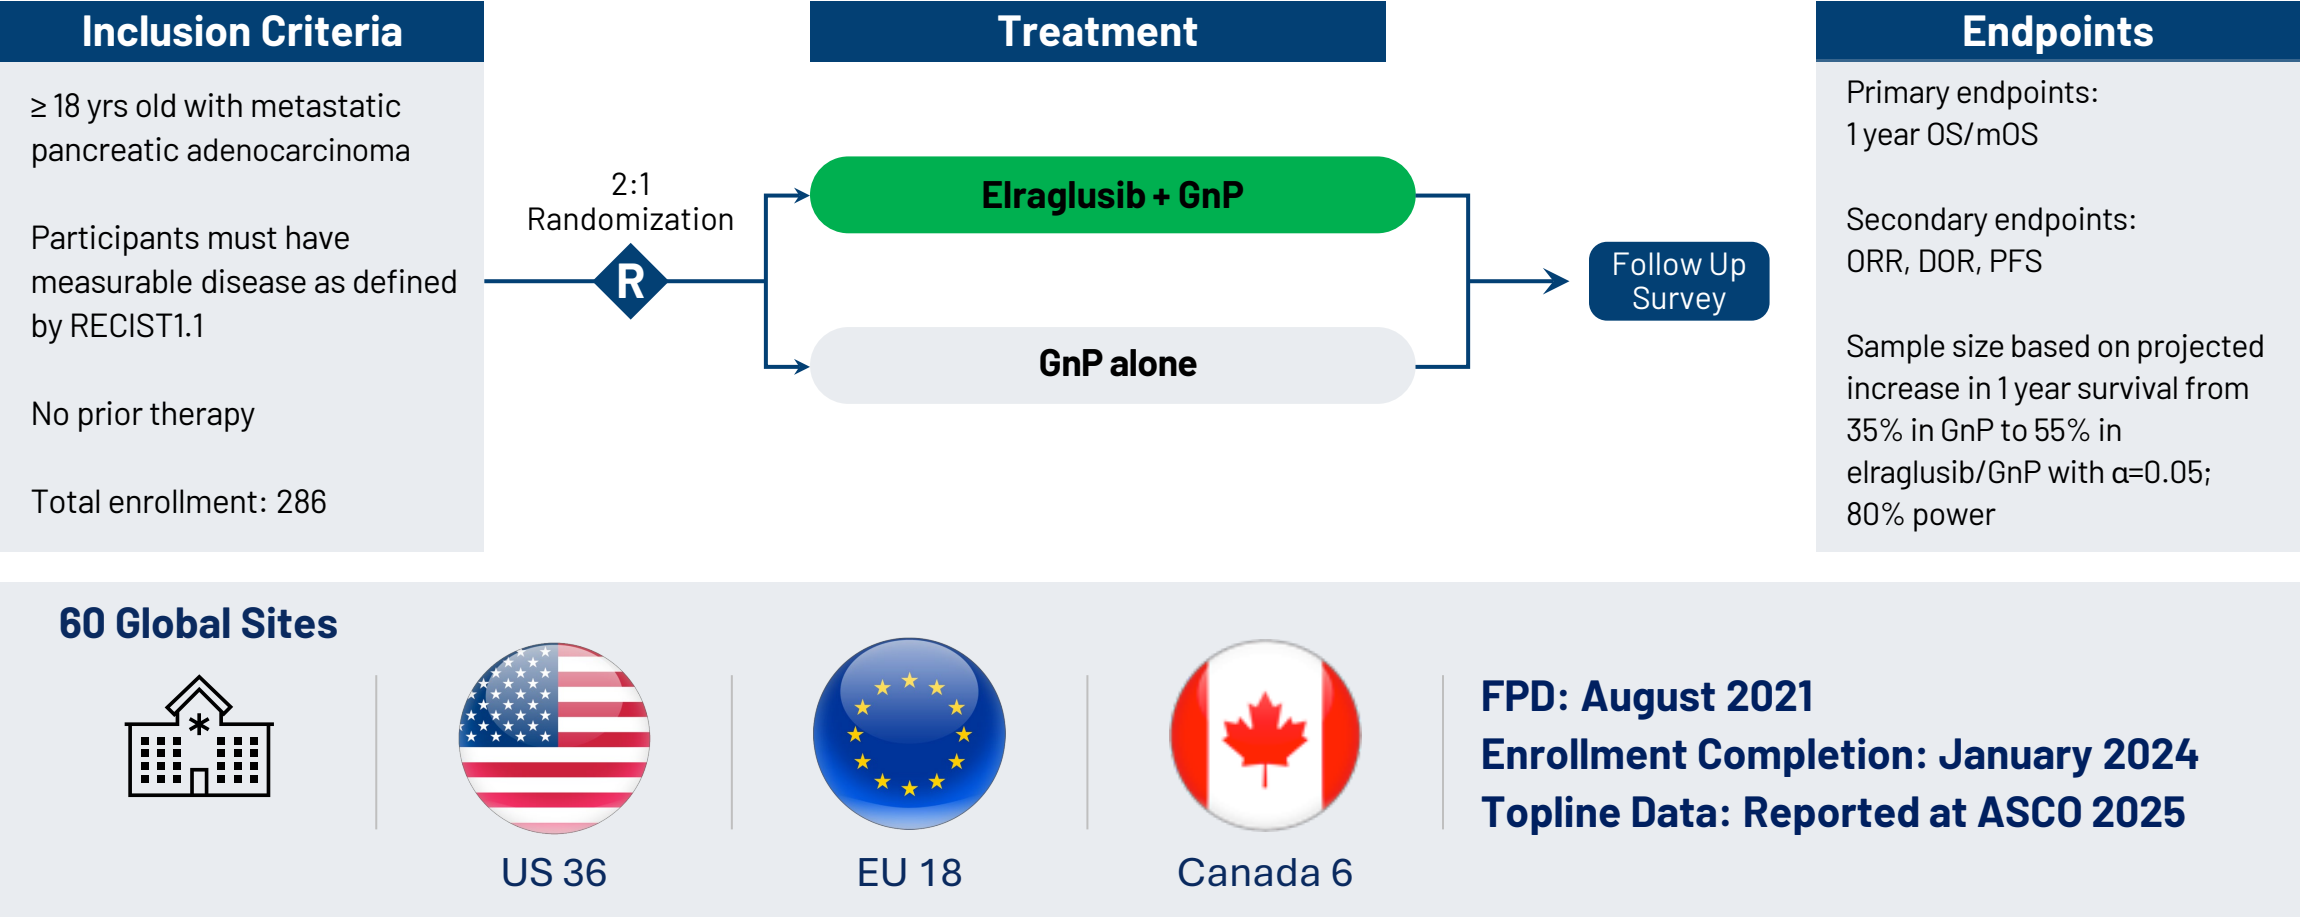 Inclusion Criteria
≥ 18 yrs old with metastatic
pancreatic adenocarcinoma
Participants must have
measurable disease as defined
by RECIST1.1
No prior therapy
Total enrollment: 286
2:1
Randomization
R
Treatment
Elraglusib + GnP
GnP alone
Follow Up
Survey
Endpoints
Primary endpoints:
1 year OS/mOS
Secondary endpoints:
ORR, DOR, PFS
Sample size based on projected
increase in 1 year survival from
35% in GnP to 55% in
elraglusib/GnP with α=0.05;
80% power
60 Global Sites
US 36
EU 18
Canada 6
FPD: August 2021
Enrollment Completion: January 2024
Topline Data: Reported at ASCO 2025